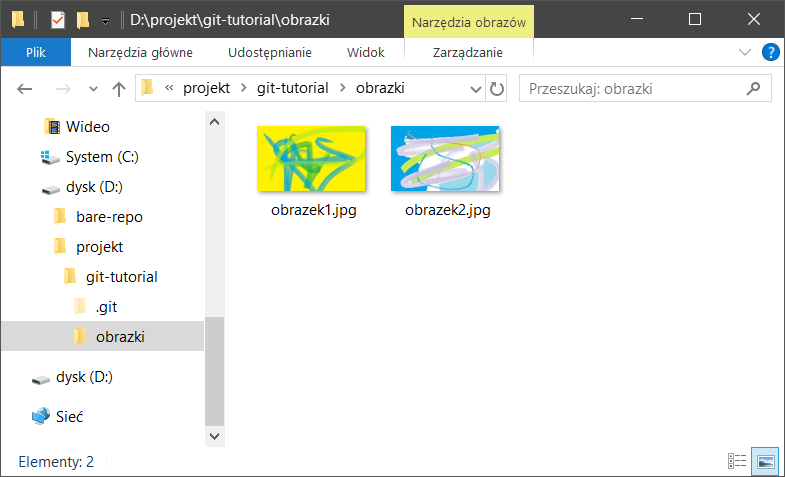 D:\projekt\git-tutorial\obrazki
Narzędzia obrazów
Plik
Narzędzia główne
Udostępnianie
Widok
Zarządzanie
?
« projekt > git-tutorial > obrazki
Przeszukaj: obrazki
Wideo
System (C:)
dysk (D:)
bare-repo
projekt
git-tutorial
.git
obrazki
dysk (D:)
Sieć
obrazek1.jpg
obrazek2.jpg
Elementy: 2